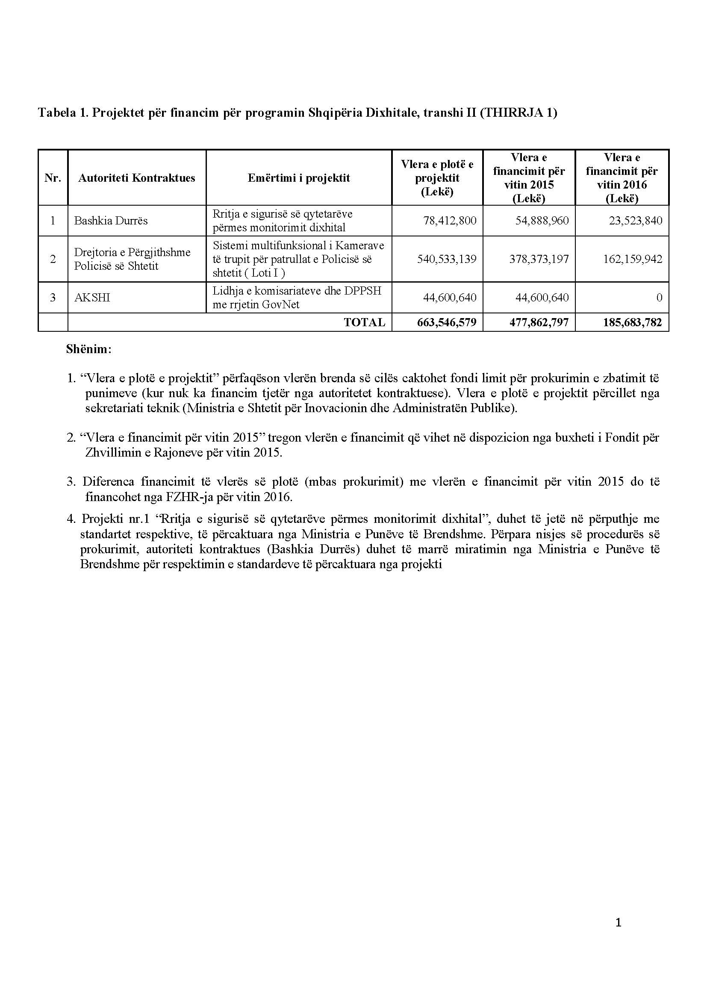 Tabela 1. Projektet për financim për programin Shqipëria Dixhitale, transhi II (THIRRJA 1)
Nr.
Autoriteti Kontraktues
Emërtimi i projektit
Vlera e plotë e
projektit
(Lekë)
Vlera e
financimit për
vitin 2015
(Lekë)
Vlera e
financimit për
vitin 2016
(Lekë)
1
Bashkia Durrës
Rritja e sigurisë së qytetarëve
përmes monitorimit dixhital
78,412,800
54,888,960
23,523,840
2
Drejtoria e Përgjithshme
Policisë së Shtetit
Sistemi multifunksional i Kamerave
të trupit për patrullat e Policisë së
shtetit ( Loti I )
540,533,139
378,373,197
162,159,942
3
AKSHI
Lidhja e komisariateve dhe DPPSH
me rrjetin GovNet
44,600,640
44,600,640
0
TOTAL
663,546,579
477,862,797
185,683,782
Shënim:
1. “Vlera e plotë e projektit” përfaqëson vlerën brenda së cilës caktohet fondi limit për prokurimin e zbatimit të
punimeve (kur nuk ka financim tjetër nga autoritetet kontraktuese). Vlera e plotë e projektit përcillet nga
sekretariati teknik (Ministria e Shtetit për Inovacionin dhe Administratën Publike).
2. “Vlera e financimit për vitin 2015” tregon vlerën e financimit që vihet në dispozicion nga buxheti i Fondit për
Zhvillimin e Rajoneve për vitin 2015.
3. Diferenca financimit të vlerës së plotë (mbas prokurimit) me vlerën e financimit për vitin 2015 do të
financohet nga FZHR-ja për vitin 2016.
4. Projekti nr.1 “Rritja e sigurisë së qytetarëve përmes monitorimit dixhital”, duhet të jetë në përputhje me
standartet respektive, të përcaktuara nga Ministria e Punëve të Brendshme. Përpara nisjes së procedurës së
prokurimit, autoriteti kontraktues (Bashkia Durrës) duhet të marrë miratimin nga Ministria e Punëve të
Brendshme për respektimin e standardeve të përcaktuara nga projekti
1